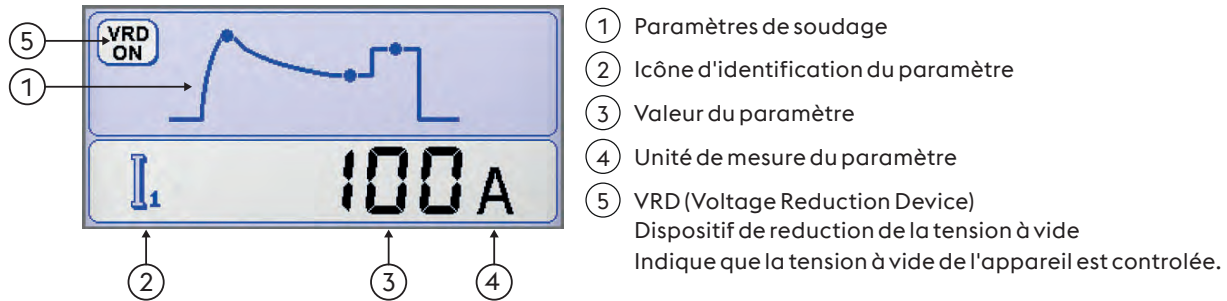 VRD
ON
5
1
I1
100 A
2
3
4
1 Paramètres de soudage
2 Icône d'identification du paramètre
3 Valeur du paramètre
4 Unité de mesure du paramètre
5 VRD (Voltage Reduction Device)
Dispositif de reduction de la tension à vide
Indique que la tension à vide de l'appareil est controlée.